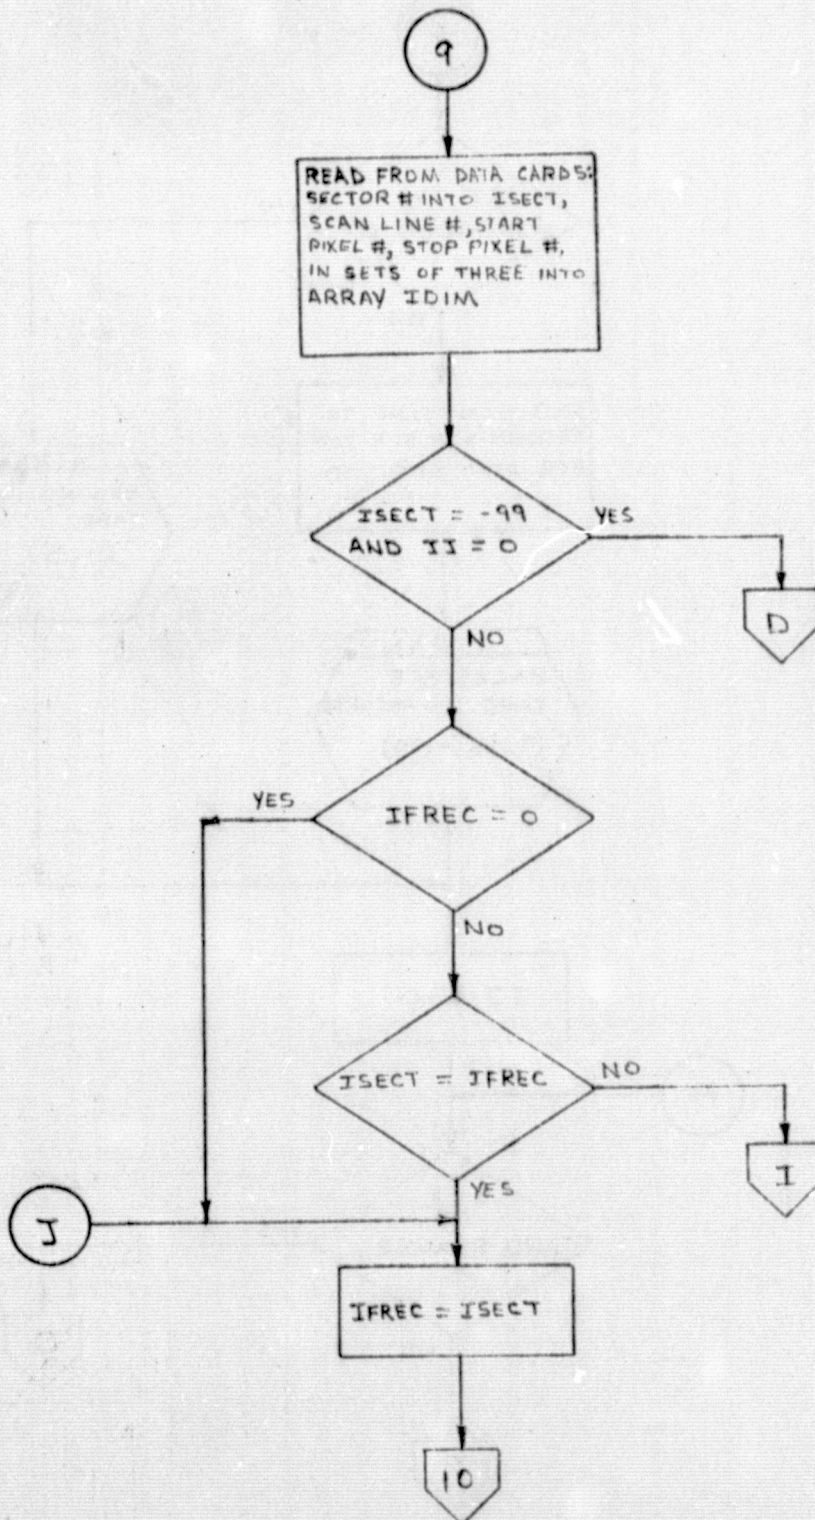 9
READ FROM DATA CARDS:
SECTOR # INTO ISECT,
SCAN LINE #, START
PIXEL #, STOP PIXEL #,
IN SETS OF THREE INTO
ARRAY IDIM
ISECT = -99
AND JJ = 0
YES
D
NO
YES
IFREC = 0
NO
ISECT = IFREC
NO
I
YES
J
IFREC = ISECT
10